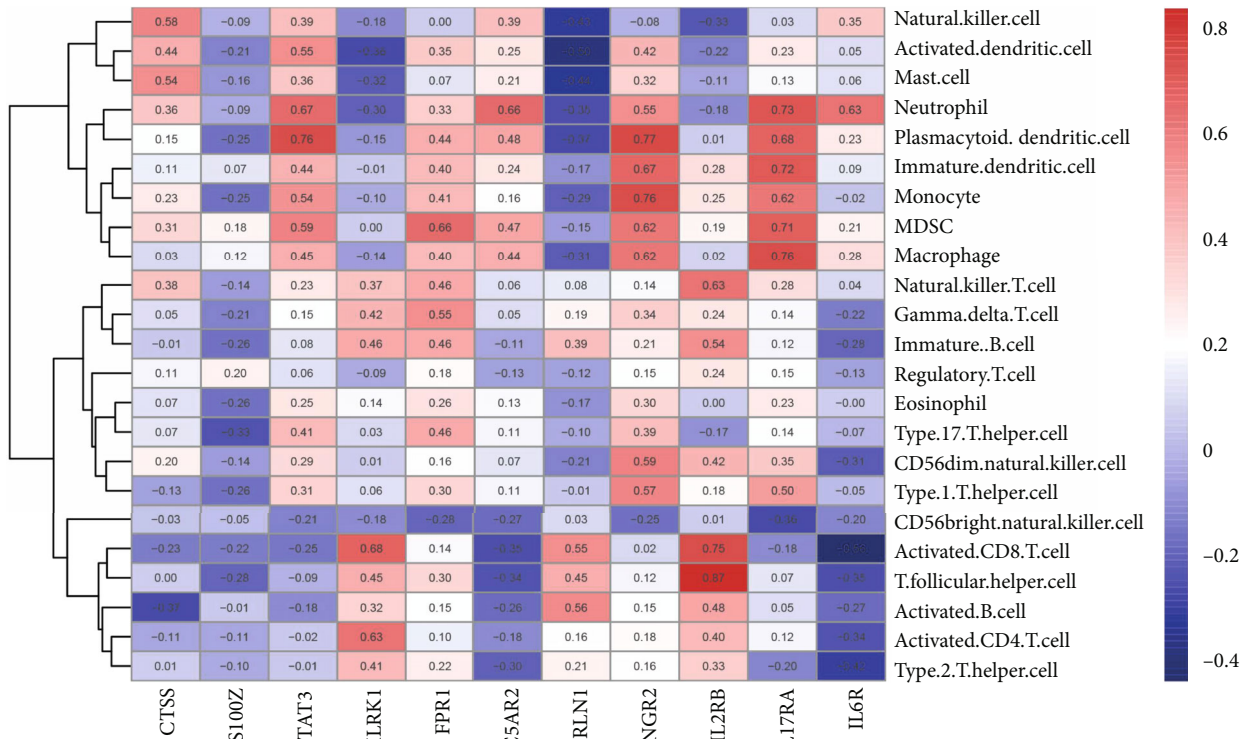 0.58 −0.09 0.39 −0.18 0.00 0.39 −0.08 −0.33 0.03 0.35 Natural.killer.cell
0.44 −0.21 0.55 0.35 0.25 0.42 −0.22 0.23 0.05 Activated.dendritic.cell
0.54 −0.16 0.36 −0.32 0.07 0.21 0.32 −0.11 0.13 0.06 Mast.cell
0.36 −0.09 0.67 −0.30 0.33 0.66 0.55 −0.18 0.73 0.63 Neutrophil
0.15 −0.25 0.76 −0.15 0.44 0.48 −0.37 0.77 0.01 0.68 0.23 Plasmacytoid. dendritic.cell
0.11 0.07 0.44 −0.01 0.40 0.24 −0.17 0.67 0.28 0.72 0.09 Immature.dendritic.cell
0.23 −0.25 0.54 −0.10 0.41 0.16 −0.29 0.76 0.25 0.62 −0.02 Monocyte
0.31 0.18 0.59 0.00 0.66 0.47 −0.15 0.62 0.19 0.71 0.21 MDSC
0.03 0.12 0.45 −0.14 0.40 0.44 −0.31 0.62 0.02 0.76 0.28 Macrophage
0.38 −0.14 0.23 0.37 0.46 0.06 0.08 0.14 0.63 0.28 0.04 Natural.killer.T.cell
0.05 −0.21 0.15 0.42 0.55 0.05 0.19 0.34 0.24 0.14 −0.22 Gamma.delta.T.cell
−0.01 −0.26 0.08 0.46 0.46 −0.11 0.39 0.21 0.54 0.12 −0.28 Immature..B.cell
0.11 0.20 0.06 −0.09 0.18 −0.13 −0.12 0.15 0.24 0.15 −0.13 Regulatory.T.cell
0.07 −0.26 0.25 0.14 0.26 0.13 −0.17 0.30 0.00 0.23 −0.00 Eosinophil
0.07 −0.33 0.41 0.03 0.46 0.11 −0.10 0.39 −0.17 0.14 −0.07 Type.17.T.helper.cell
0.20 −0.14 0.29 0.01 0.16 0.07 −0.21 0.59 0.42 0.35 −0.31 CD56dim.natural.killer.cell
−0.13 −0.26 0.31 0.06 0.30 0.11 −0.01 0.57 0.18 0.50 −0.05 Type.1.T.helper.cell
−0.03 −0.05 −0.21 −0.18 −0.28 −0.27 0.03 −0.25 0.01 −0.20 CD56bright.natural.killer.cell
−0.23 −0.22 −0.25 0.68 0.14 0.55 0.02 0.75 −0.18 Activated.CD8.T.cell
0.00 −0.28 −0.09 0.45 0.30 −0.34 0.45 0.12 0.87 0.07 T.follicular.helper.cell
−0.37 −0.01 −0.18 0.32 0.15 −0.26 0.56 0.15 0.48 0.05 −0.27 Activated.B.cell
−0.11 −0.11 −0.02 0.63 0.10 −0.18 0.16 0.18 0.40 0.12 −0.34 Activated.CD4.T.cell
0.01 −0.10 −0.01 0.41 0.22 −0.30 0.21 0.16 0.33 −0.20 Type.2.T.helper.cell
CTSS S100Z TAT3 LRK1 FPR1 5AR2 RLN1 NGR2 IL2RB 17RA IL6R
0.8
0.6
0.4
0.2
0
−0.2
−0.4